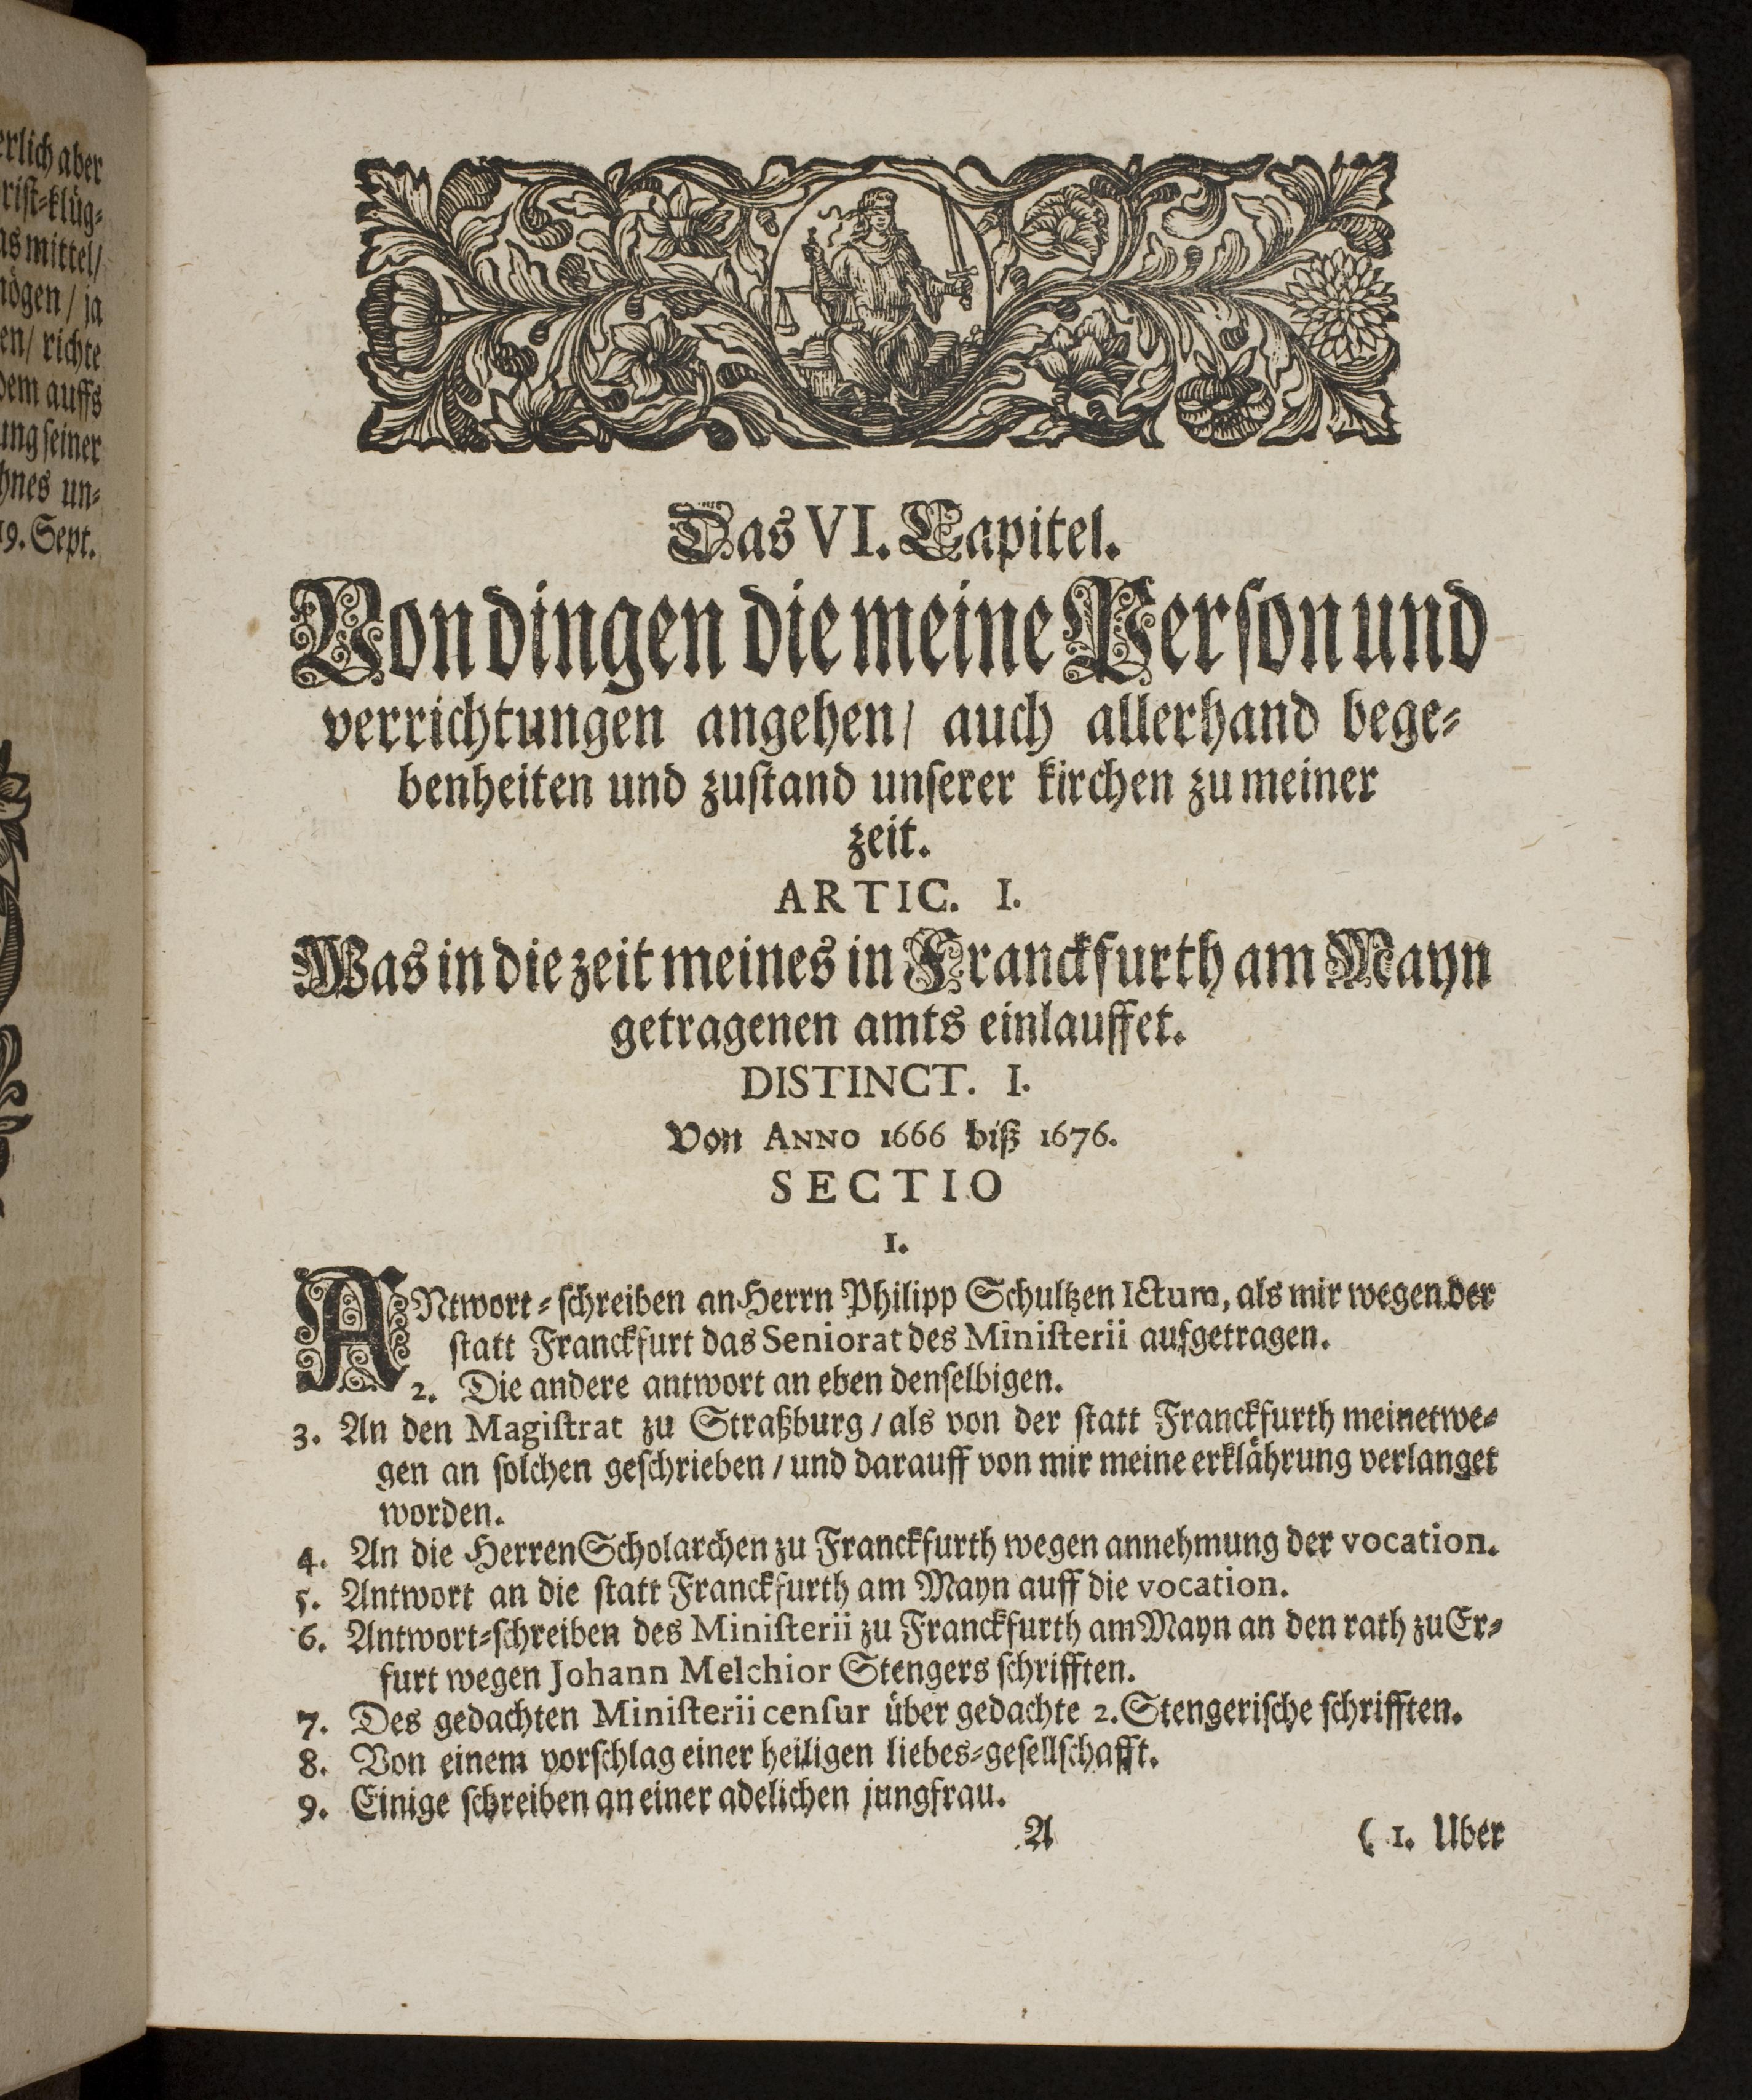 erlich aber
rist-klüg-
as mittel/
mögen/ ja
en/ richte
dem auffs
ung seiner
hnes un-
19. Sept.
Das VI. Capitel.
Von dingen die meine Person und
verrichtungen angehen/ auch allerhand bege-
benheiten und zustand unserer kirchen zu meiner
zeit.
ARTIC. I.
Was in die zeit meines in Franckfurth am Mayn
getragenen amts einlauffet.
DISTINCT. I.
Von ANNO 1666 biß 1676.
SECTIO
I.
ANtwort-schreiben an Herrn Philipp Schultzen ICtum, als mir wegen der
statt Franckfurt das Seniorat des Ministerii aufgetragen.
2. Die andere antwort an eben denselbigen.
3. An den Magistrat zu Straßburg/ als von der statt Franckfurth meinetwe-
gen an solchen geschrieben/ und darauff von mir meine erklährung verlanget
worden.
4. An die Herren Scholarchen zu Franckfurth wegen annehmung der vocation.
5. Antwort an die statt Franckfurth am Mayn auff die vocation.
6. Antwort-schreiben des Ministerii zu Franckfurth am Mayn an den rath zu Er-
furt wegen Johann Melchior Stengers schrifften.
7. Des gedachten Ministerii censur über gedachte 2. Stengerische schrifften.
8. Von einem vorschlag einer heiligen liebes-gesellschafft.
9. Einige schreiben an einer adelichen jungfrau.
A ( 1. Uber